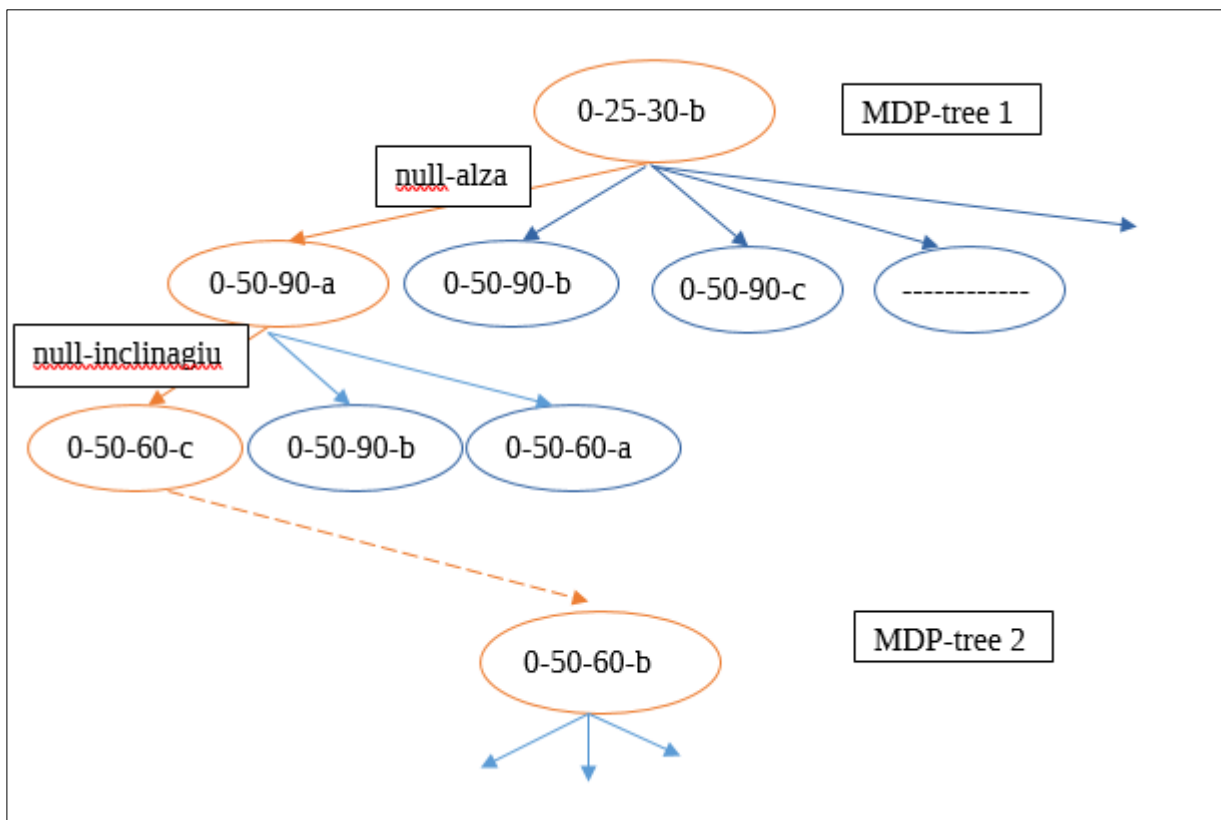 0-25-30-b
MDP-tree 1
null-alza
0-50-90-a
0-50-90-b
0-50-90-c
------------
null-inclinagiu
0-50-60-c
0-50-90-b
0-50-60-a
0-50-60-b
MDP-tree 2